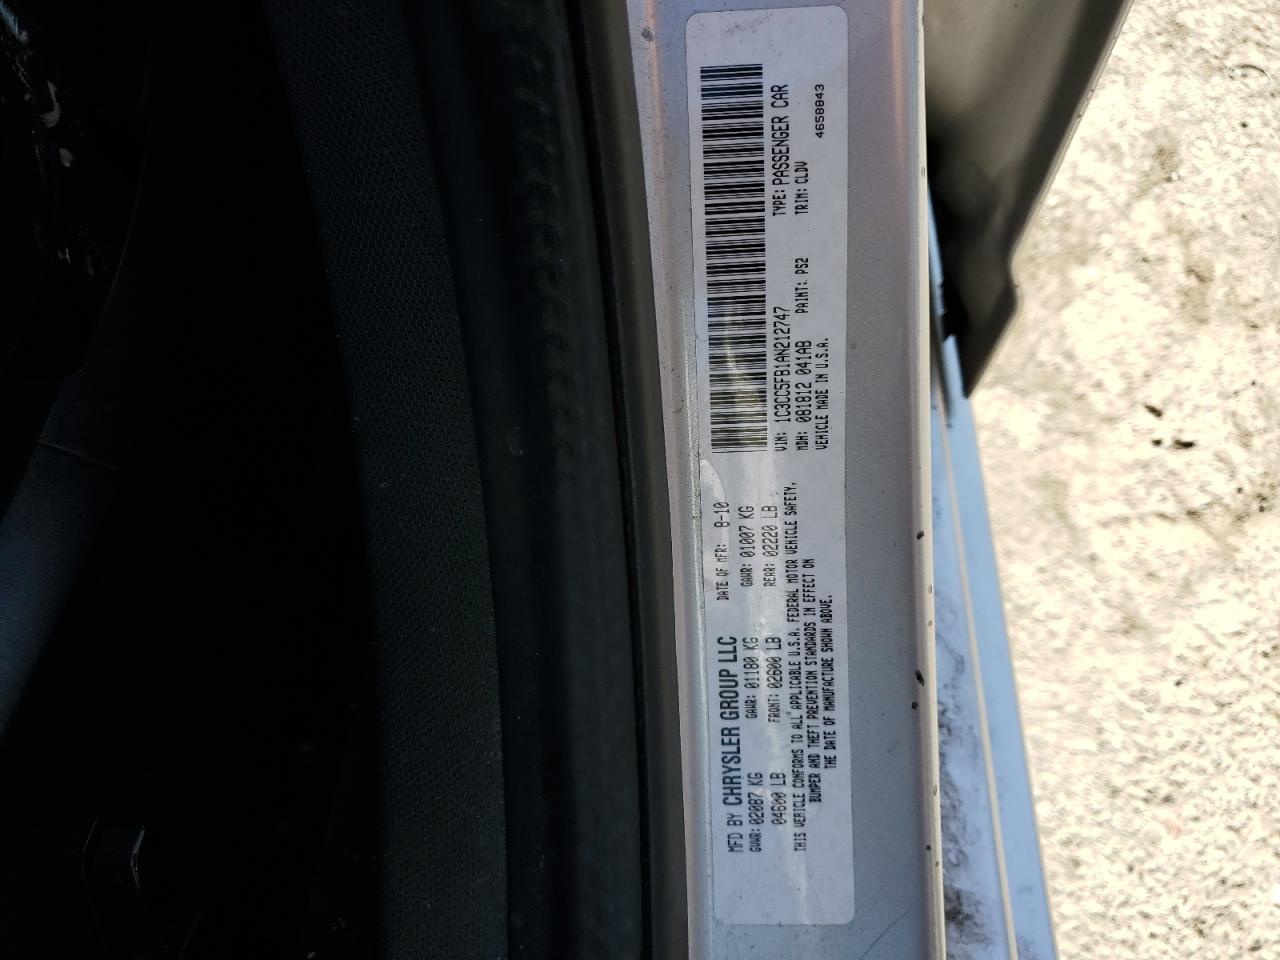 MFD BY CHRYSLER GROUP LLC DATE OF MFR: 8-10
GVWR: 02087 KG GAWR: 01180 KG GAWR: 01007 KG
04600 LB FRONT: 02600 LB REAR: 02220 LB
THIS VEHICLE CONFORMS TO ALL APPLICABLE U.S.A. FEDERAL MOTOR VEHICLE SAFETY,
BUMPER AND THEFT PREVENTION STANDARDS IN EFFECT ON
THE DATE OF MANUFACTURE SHOWN ABOVE.
VIN: 1C3CC5FB1AN212747 TYPE: PASSENGER CAR
MDH: 081812 041AB PAINT: PS2 TRIM: CLDV
VEHICLE MADE IN U.S.A. 4658843